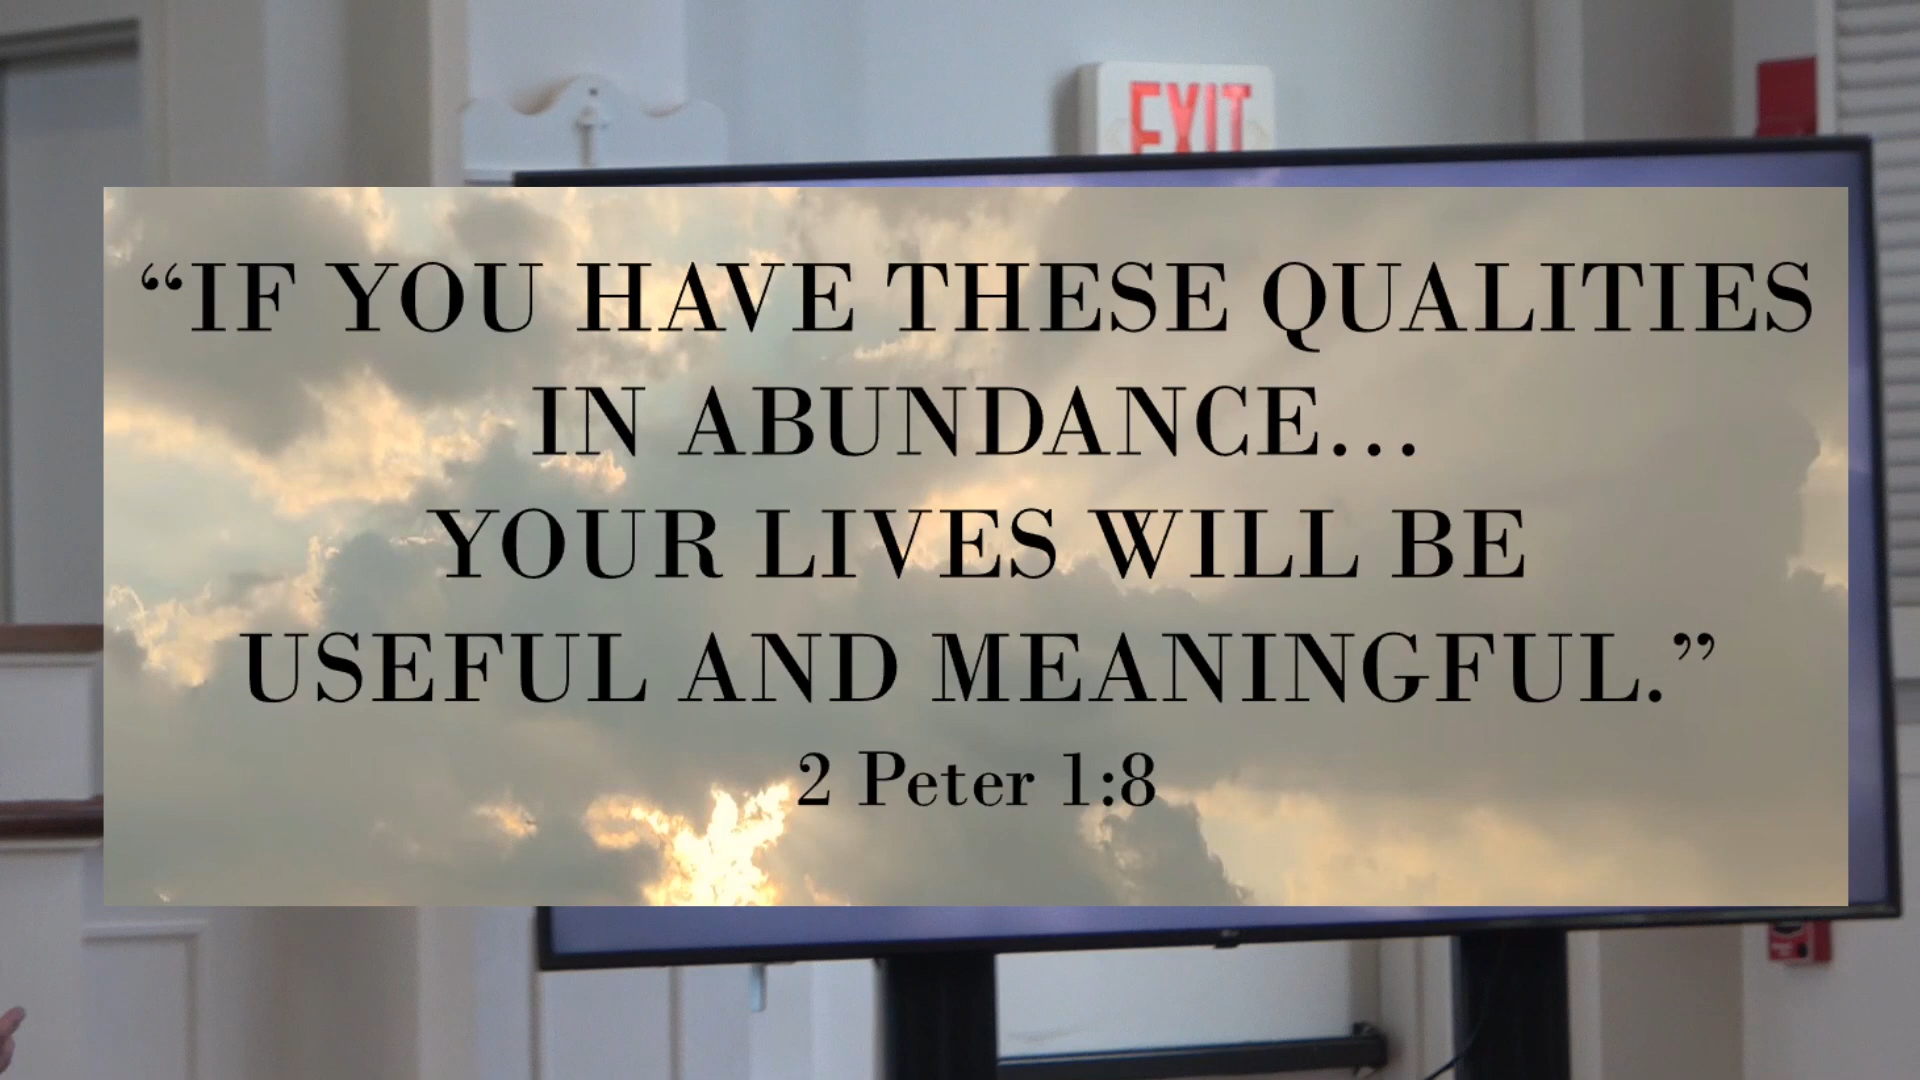 EXIT
“IF YOU HAVE THESE QUALITIES
IN ABUNDANCE...
YOUR LIVES WILL BE
USEFUL AND MEANINGFUL.”
2 Peter 1:8